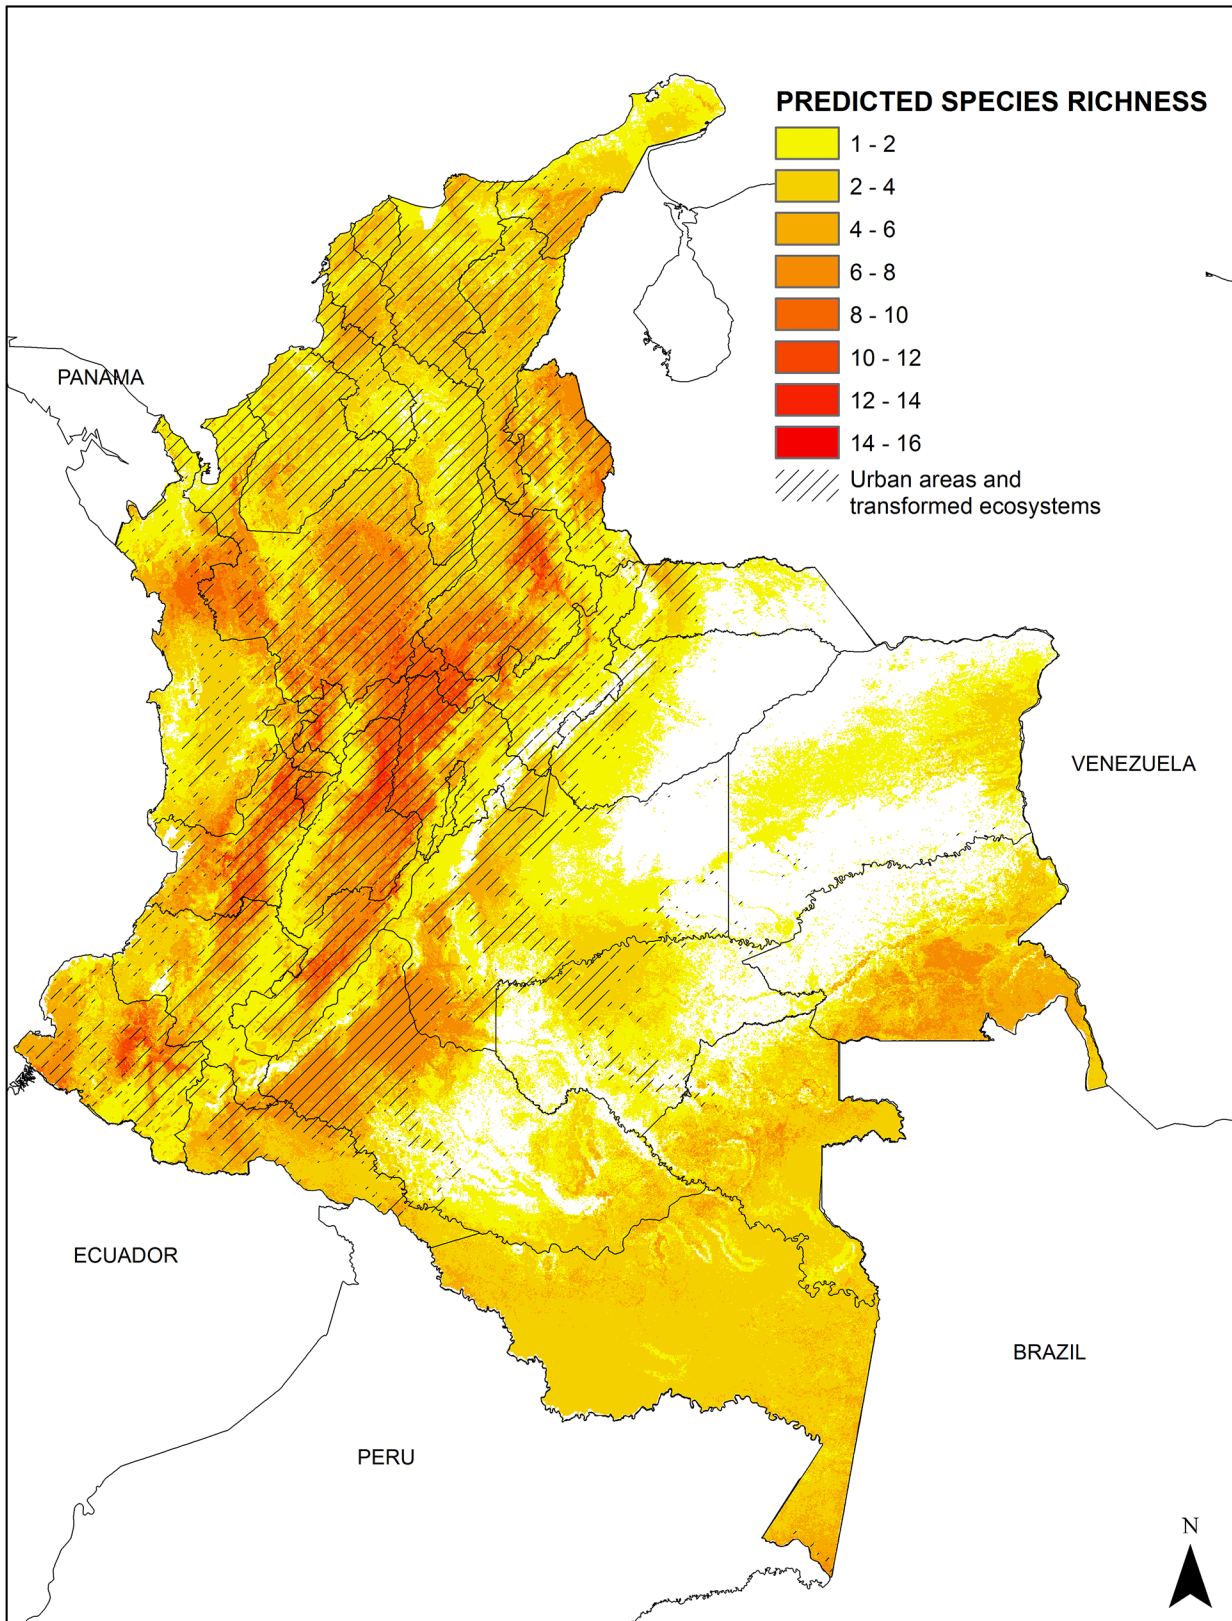 PREDICTED SPECIES RICHNESS
1 - 2
2 - 4
4 - 6
6 - 8
8 - 10
10 - 12
12 - 14
14 - 16
Urban areas and
transformed ecosystems
PANAMA
VENEZUELA
ECUADOR
BRAZIL
PERU
N